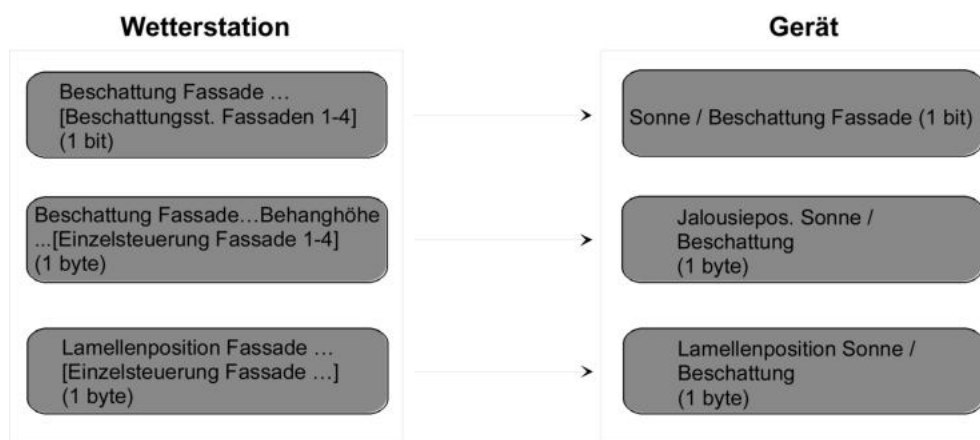 Wetterstation
Beschattung Fassade …
[Beschattungsst. Fassaden 1-4]
(1 bit)
Beschattung Fassade…Behanghöhe
...[Einzelsteuerung Fassade 1-4]
(1 byte)
Lamellenposition Fassade …
[Einzelsteuerung Fassade …]
(1 byte)
Gerät
Sonne / Beschattung Fassade (1 bit)
Jalousiepos. Sonne /
Beschattung
(1 byte)
Lamellenposition Sonne /
Beschattung
(1 byte)